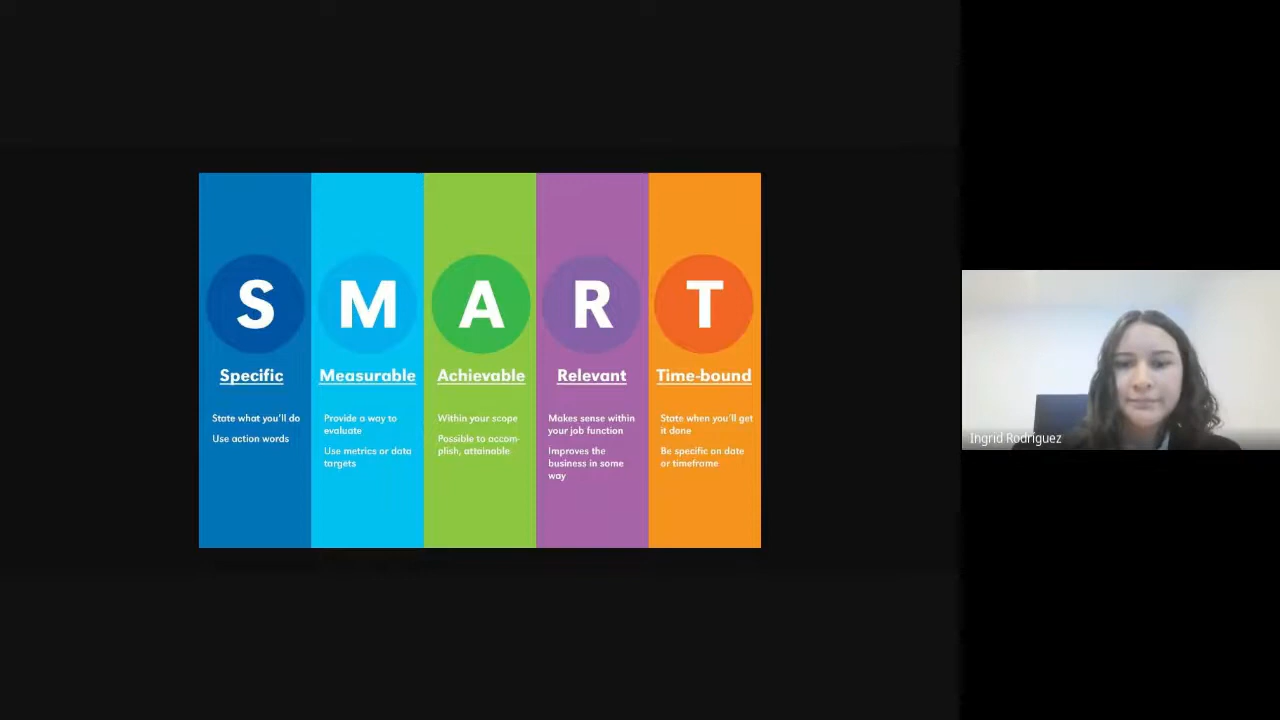 S
M
A
R
T
Specific
State what you'll do
Use action words
Measurable
Provide a way to
evaluate
Use metrics or data
targets
Achievable
Within your scope
Possible to accom-
plish, attainable
Relevant
Makes sense within
your job function
Improves the
business in some
way
Time-bound
State when you'll get
it done
Be specific on date
or timeframe
Ingrid Rodríguez